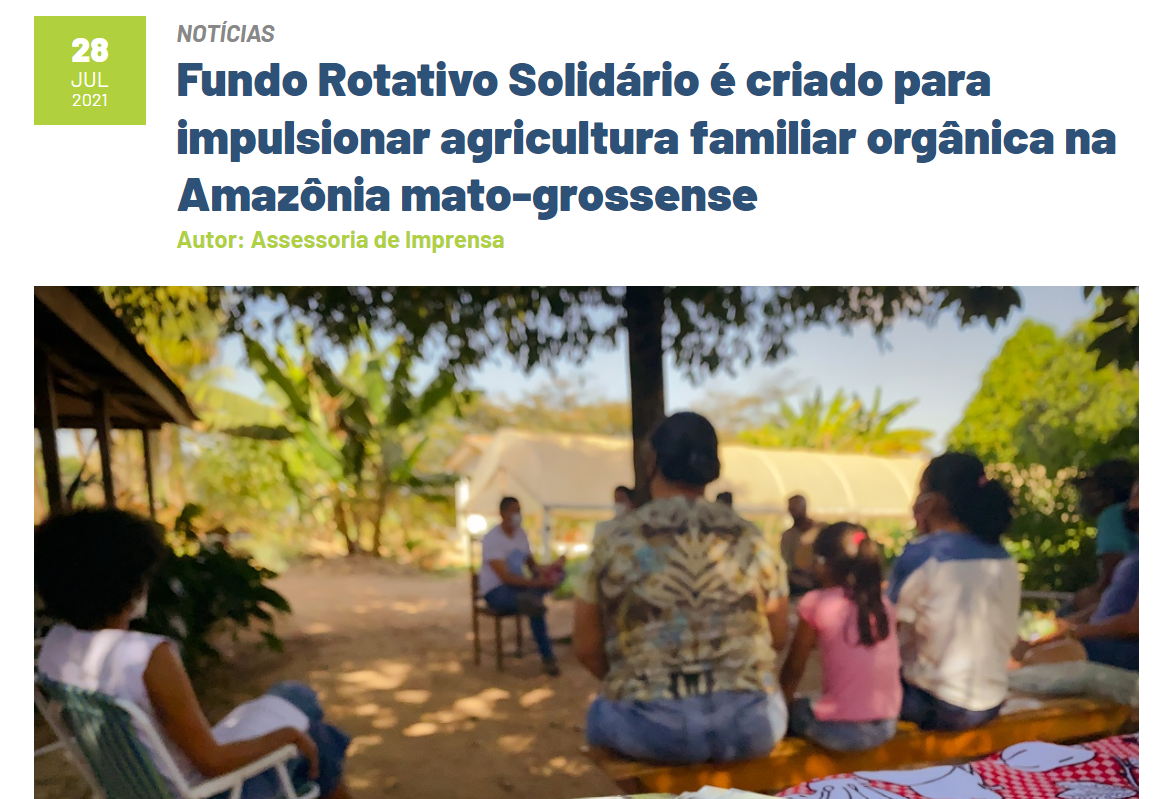 28
JUL
2021
NOTÍCIAS
Fundo Rotativo Solidário é criado para
impulsionar agricultura familiar orgânica na
Amazônia mato-grossense
Autor: Assessoria de Imprensa